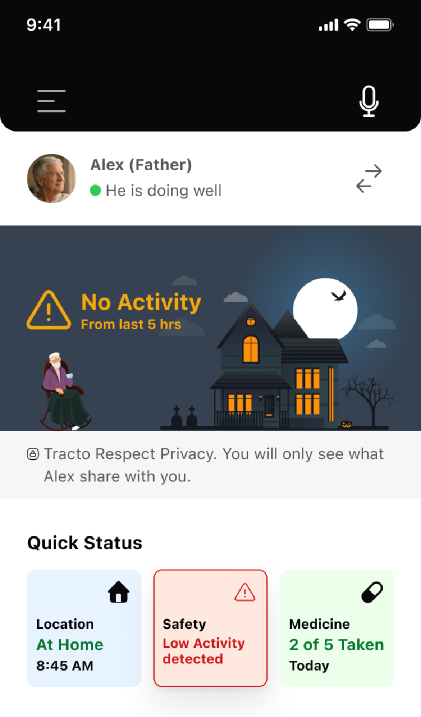 9:41
Alex (Father)
He is doing well
No Activity
From last 5 hrs
Tracto Respect Privacy. You will only see what
Alex share with you.
Quick Status
Location
At Home
8:45 AM
Safety
Low Activity
detected
Medicine
2 of 5 Taken
Today